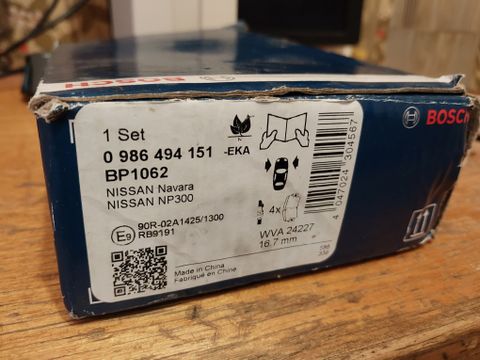 BOSCH
BOSCH
1 Set
0 986 494 151 -EKA
BP1062
NISSAN Navara
NISSAN NP300
4 047024 304567
4x
E9
90R-02A1425/1300
RB9191
WVA 24227
16.7 mm
Made in China
Fabriqué en Chine